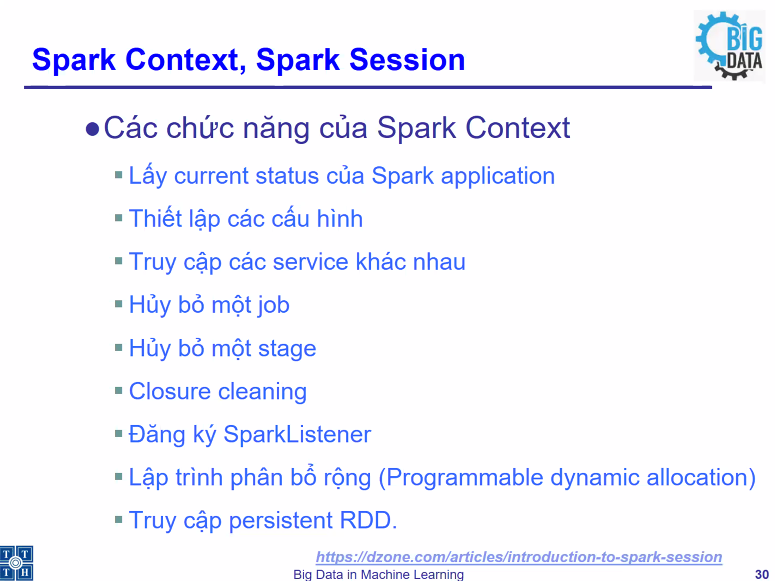 BIG
DATA
Spark Context, Spark Session
●Các chức năng của Spark Context
▪Lấy current status của Spark application
▪Thiết lập các cấu hình
▪Truy cập các service khác nhau
▪Hủy bỏ một job
▪Hủy bỏ một stage
▪Closure cleaning
▪Đăng ký SparkListener
▪Lập trình phân bổ rộng (Programmable dynamic allocation)
▪Truy cập persistent RDD.
https://dzone.com/articles/introduction-to-spark-session
T T
T H
Big Data in Machine Learning
30